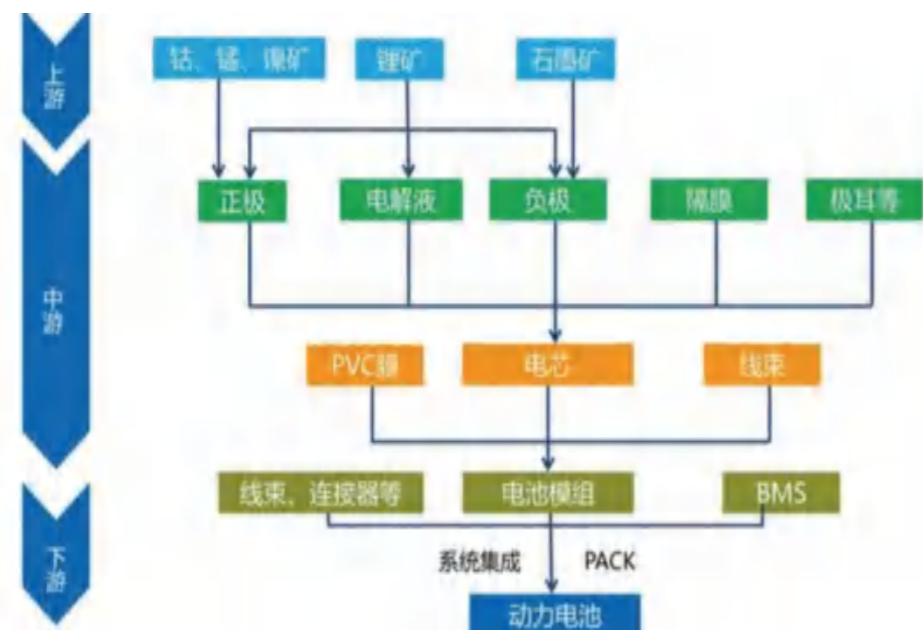 上游
钴、锰、镍矿
锂矿
石墨矿
正极
电解液
负极
隔膜
极耳等
中游
PVC膜
电芯
线束
线束、连接器等
电池模组
BMS
下游
系统集成
PACK
动力电池